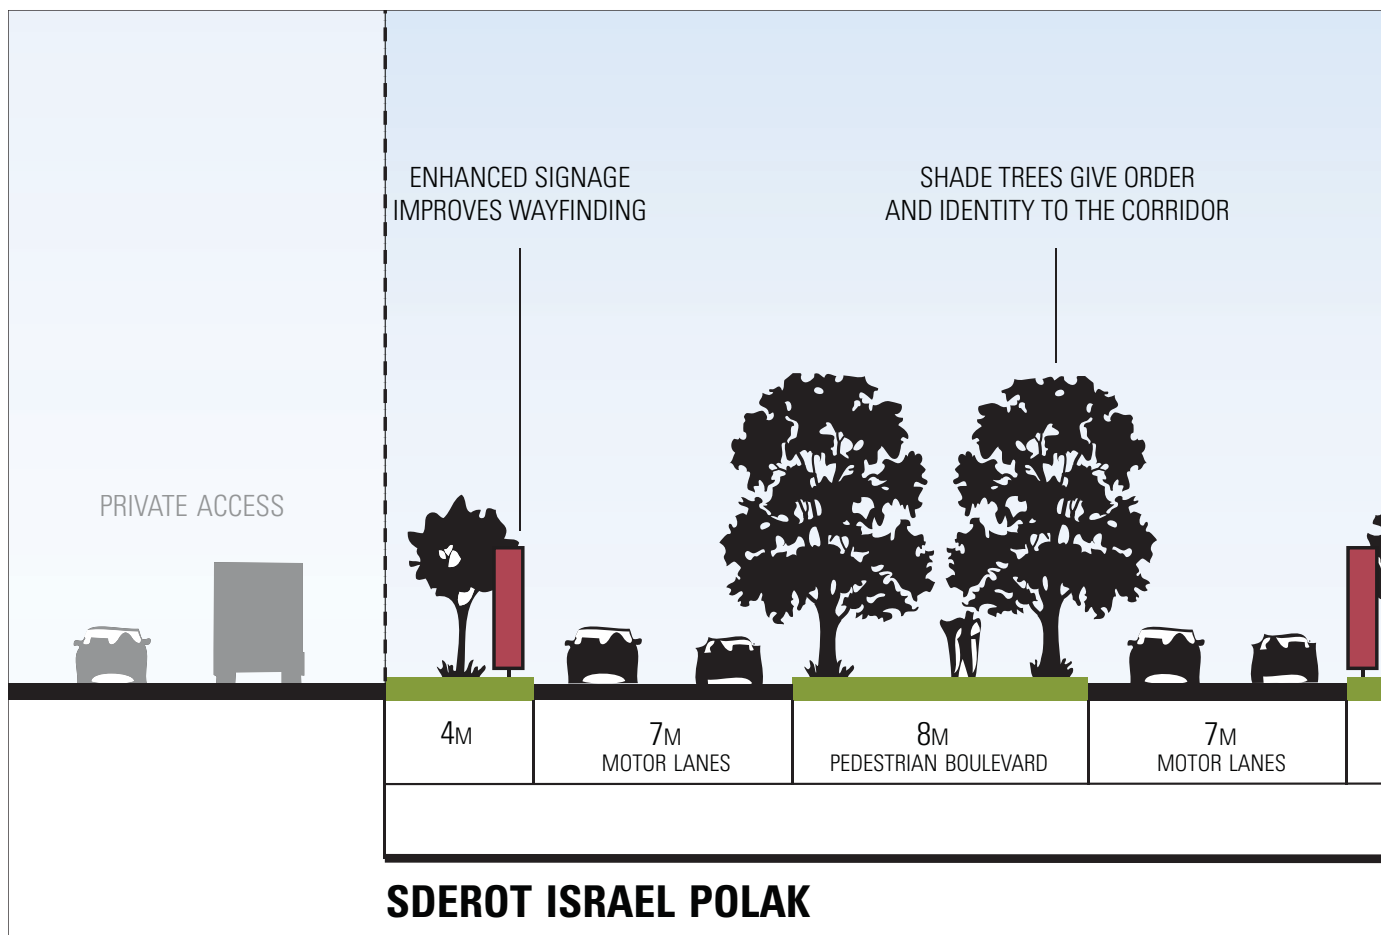 ENHANCED SIGNAGE
IMPROVES WAYFINDING
SHADE TREES GIVE ORDER
AND IDENTITY TO THE CORRIDOR
PRIVATE ACCESS
4M
7M
MOTOR LANES
8M
PEDESTRIAN BOULEVARD
7M
MOTOR LANES
SDEROT ISRAEL POLAK